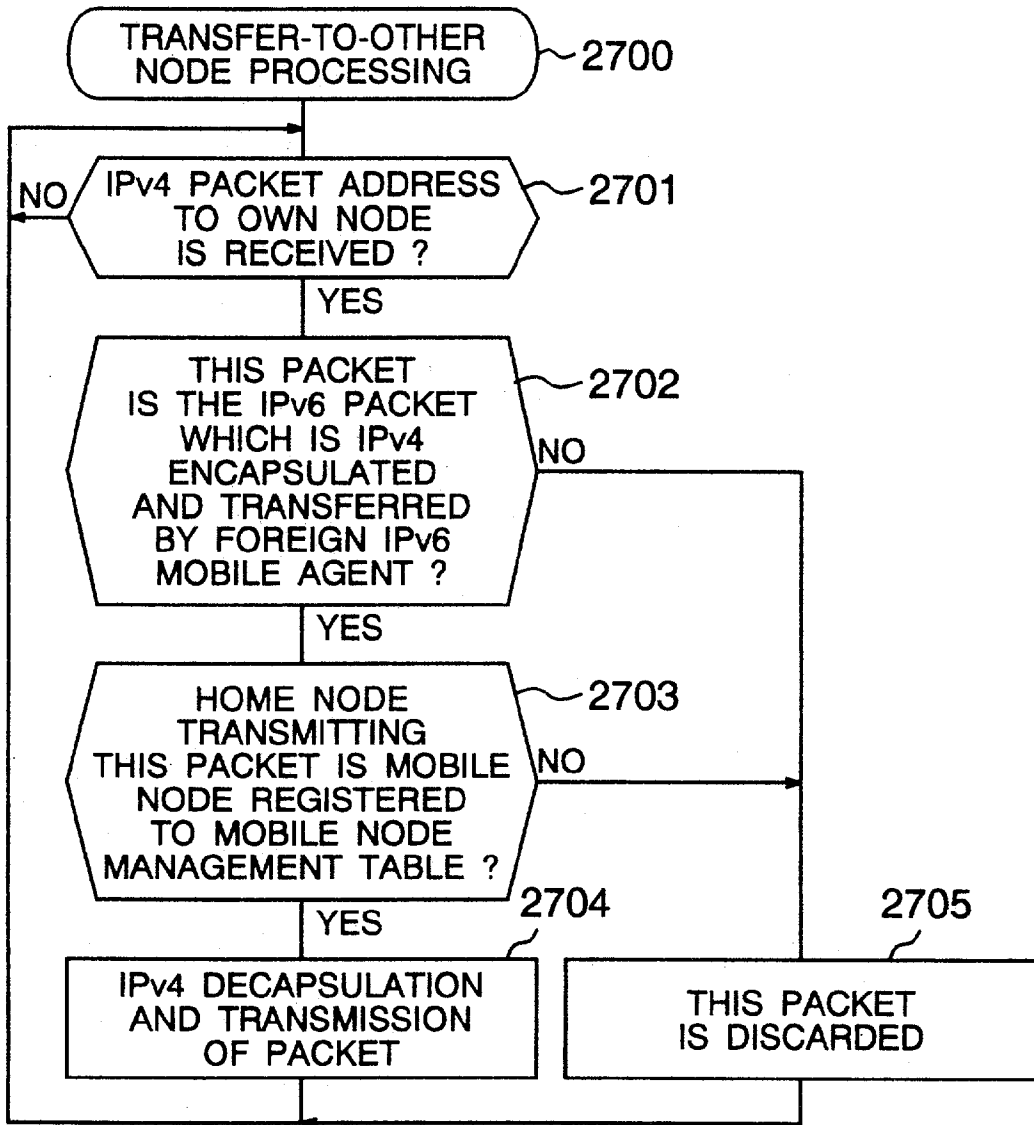 TRANSFER-TO-OTHER
NODE PROCESSING
2700
IPv4 PACKET ADDRESS
TO OWN NODE
IS RECEIVED ?
2701
NO
YES
THIS PACKET
IS THE IPv6 PACKET
WHICH IS IPv4
ENCAPSULATED
AND TRANSFERRED
BY FOREIGN IPv6
MOBILE AGENT ?
2702
NO
YES
HOME NODE
TRANSMITTING
THIS PACKET IS MOBILE
NODE REGISTERED
TO MOBILE NODE
MANAGEMENT TABLE ?
2703
NO
YES
2704
IPv4 DECAPSULATION
AND TRANSMISSION
OF PACKET
2705
THIS PACKET
IS DISCARDED